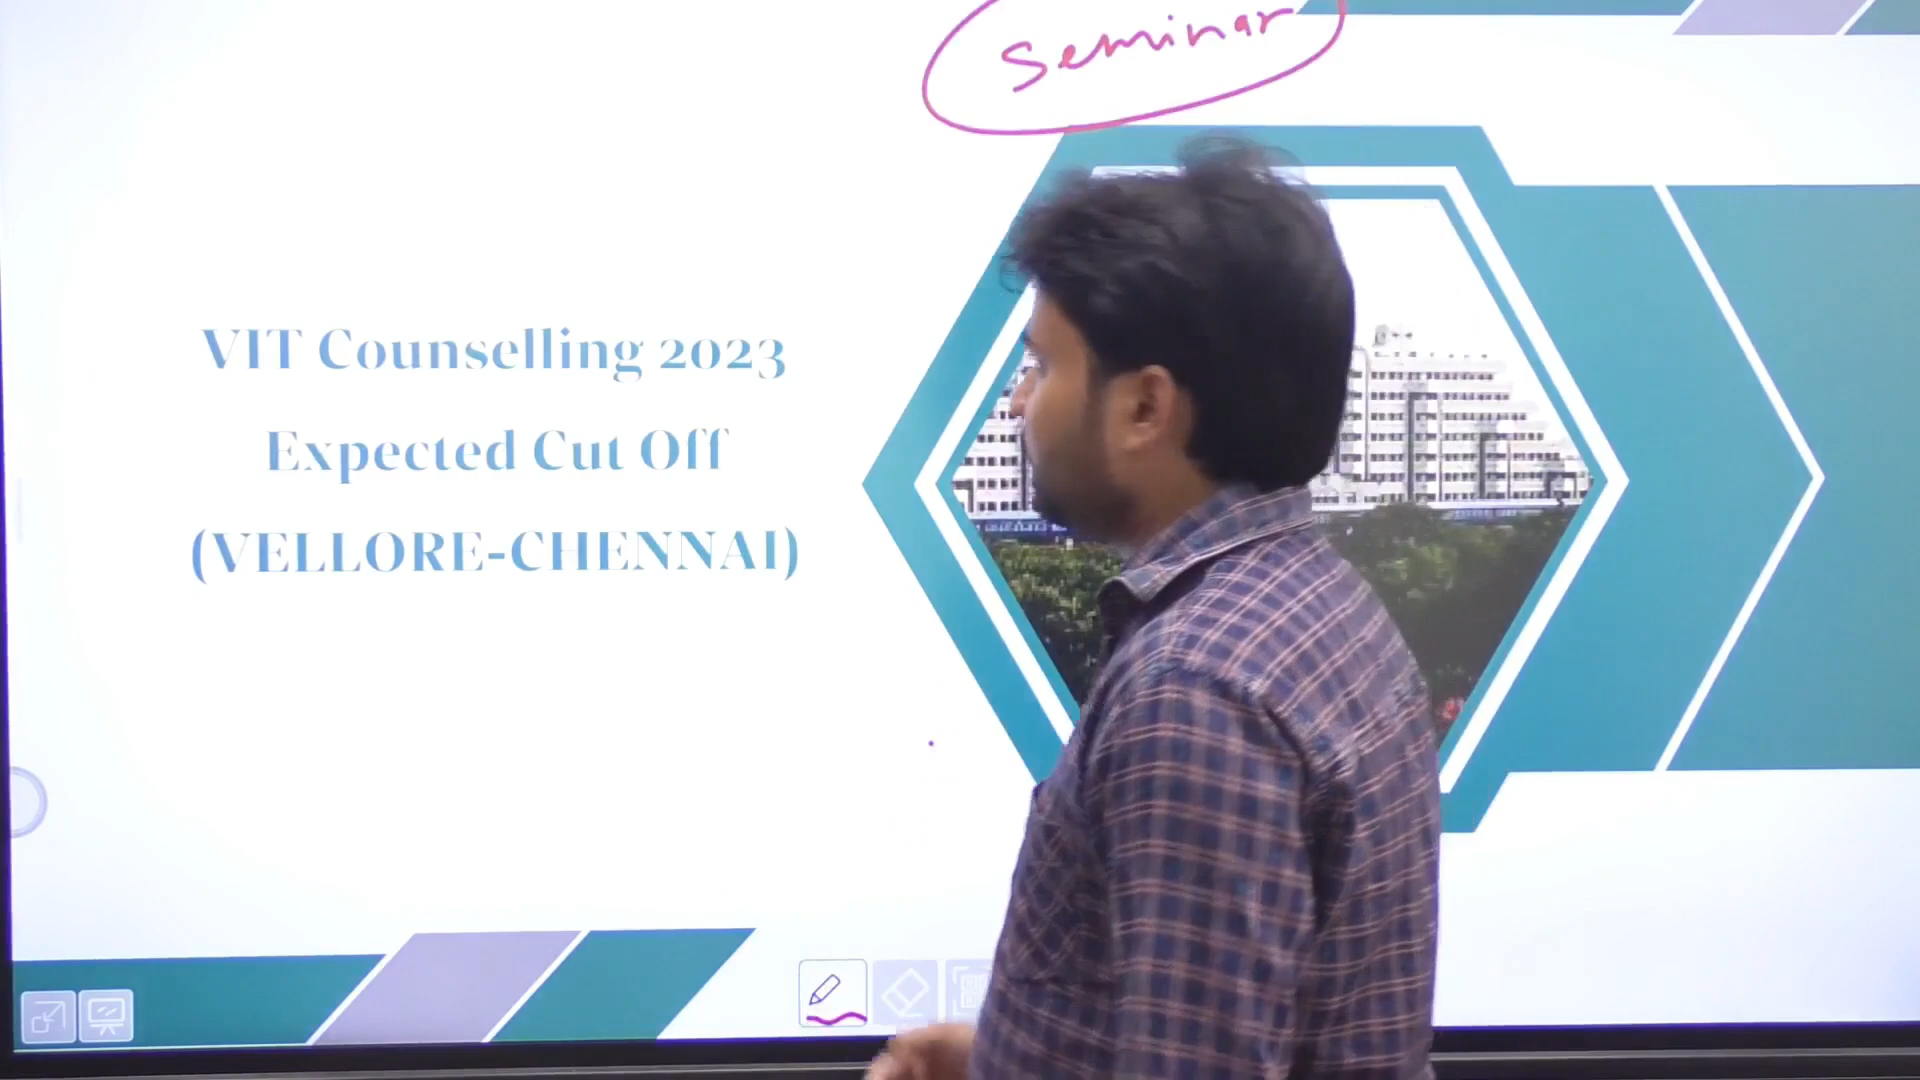 Seminar
VIT Counselling 2023
Expected Cut Off
(VELLORE-CHENNAI)